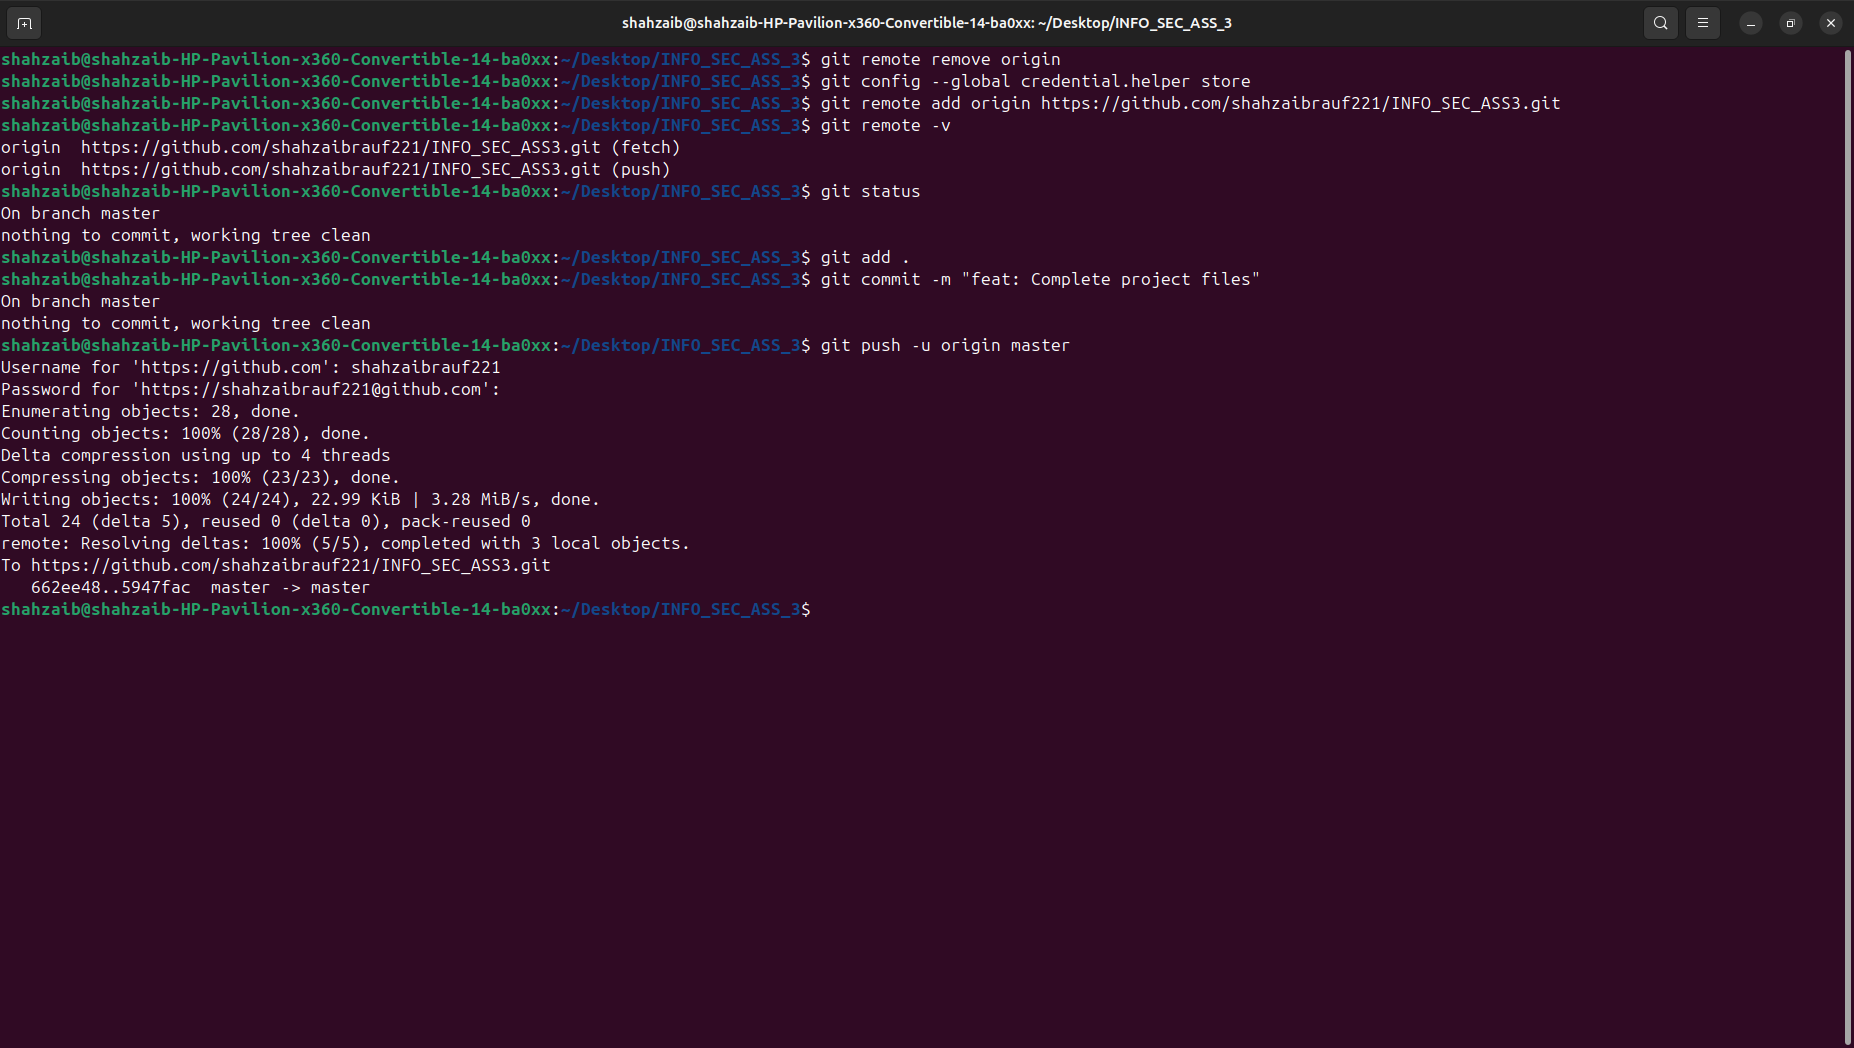 shahzaib@shahzaib-HP-Pavilion-x360-Convertible-14-ba0xx: ~/Desktop/INFO_SEC_ASS_3
shahzaib@shahzaib-HP-Pavilion-x360-Convertible-14-ba0xx:~/Desktop/INFO_SEC_ASS_3$ git remote remove origin
shahzaib@shahzaib-HP-Pavilion-x360-Convertible-14-ba0xx:~/Desktop/INFO_SEC_ASS_3$ git config --global credential.helper store
shahzaib@shahzaib-HP-Pavilion-x360-Convertible-14-ba0xx:~/Desktop/INFO_SEC_ASS_3$ git remote add origin https://github.com/shahzaibrauf221/INFO_SEC_ASS3.git
shahzaib@shahzaib-HP-Pavilion-x360-Convertible-14-ba0xx:~/Desktop/INFO_SEC_ASS_3$ git remote -v
origin  https://github.com/shahzaibrauf221/INFO_SEC_ASS3.git (fetch)
origin  https://github.com/shahzaibrauf221/INFO_SEC_ASS3.git (push)
shahzaib@shahzaib-HP-Pavilion-x360-Convertible-14-ba0xx:~/Desktop/INFO_SEC_ASS_3$ git status
On branch master
nothing to commit, working tree clean
shahzaib@shahzaib-HP-Pavilion-x360-Convertible-14-ba0xx:~/Desktop/INFO_SEC_ASS_3$ git add .
shahzaib@shahzaib-HP-Pavilion-x360-Convertible-14-ba0xx:~/Desktop/INFO_SEC_ASS_3$ git commit -m "feat: Complete project files"
On branch master
nothing to commit, working tree clean
shahzaib@shahzaib-HP-Pavilion-x360-Convertible-14-ba0xx:~/Desktop/INFO_SEC_ASS_3$ git push -u origin master
Username for 'https://github.com': shahzaibrauf221
Password for 'https://shahzaibrauf221@github.com':
Enumerating objects: 28, done.
Counting objects: 100% (28/28), done.
Delta compression using up to 4 threads
Compressing objects: 100% (23/23), done.
Writing objects: 100% (24/24), 22.99 KiB | 3.28 MiB/s, done.
Total 24 (delta 5), reused 0 (delta 0), pack-reused 0
remote: Resolving deltas: 100% (5/5), completed with 3 local objects.
To https://github.com/shahzaibrauf221/INFO_SEC_ASS3.git
   662ee48..5947fac  master -> master
shahzaib@shahzaib-HP-Pavilion-x360-Convertible-14-ba0xx:~/Desktop/INFO_SEC_ASS_3$